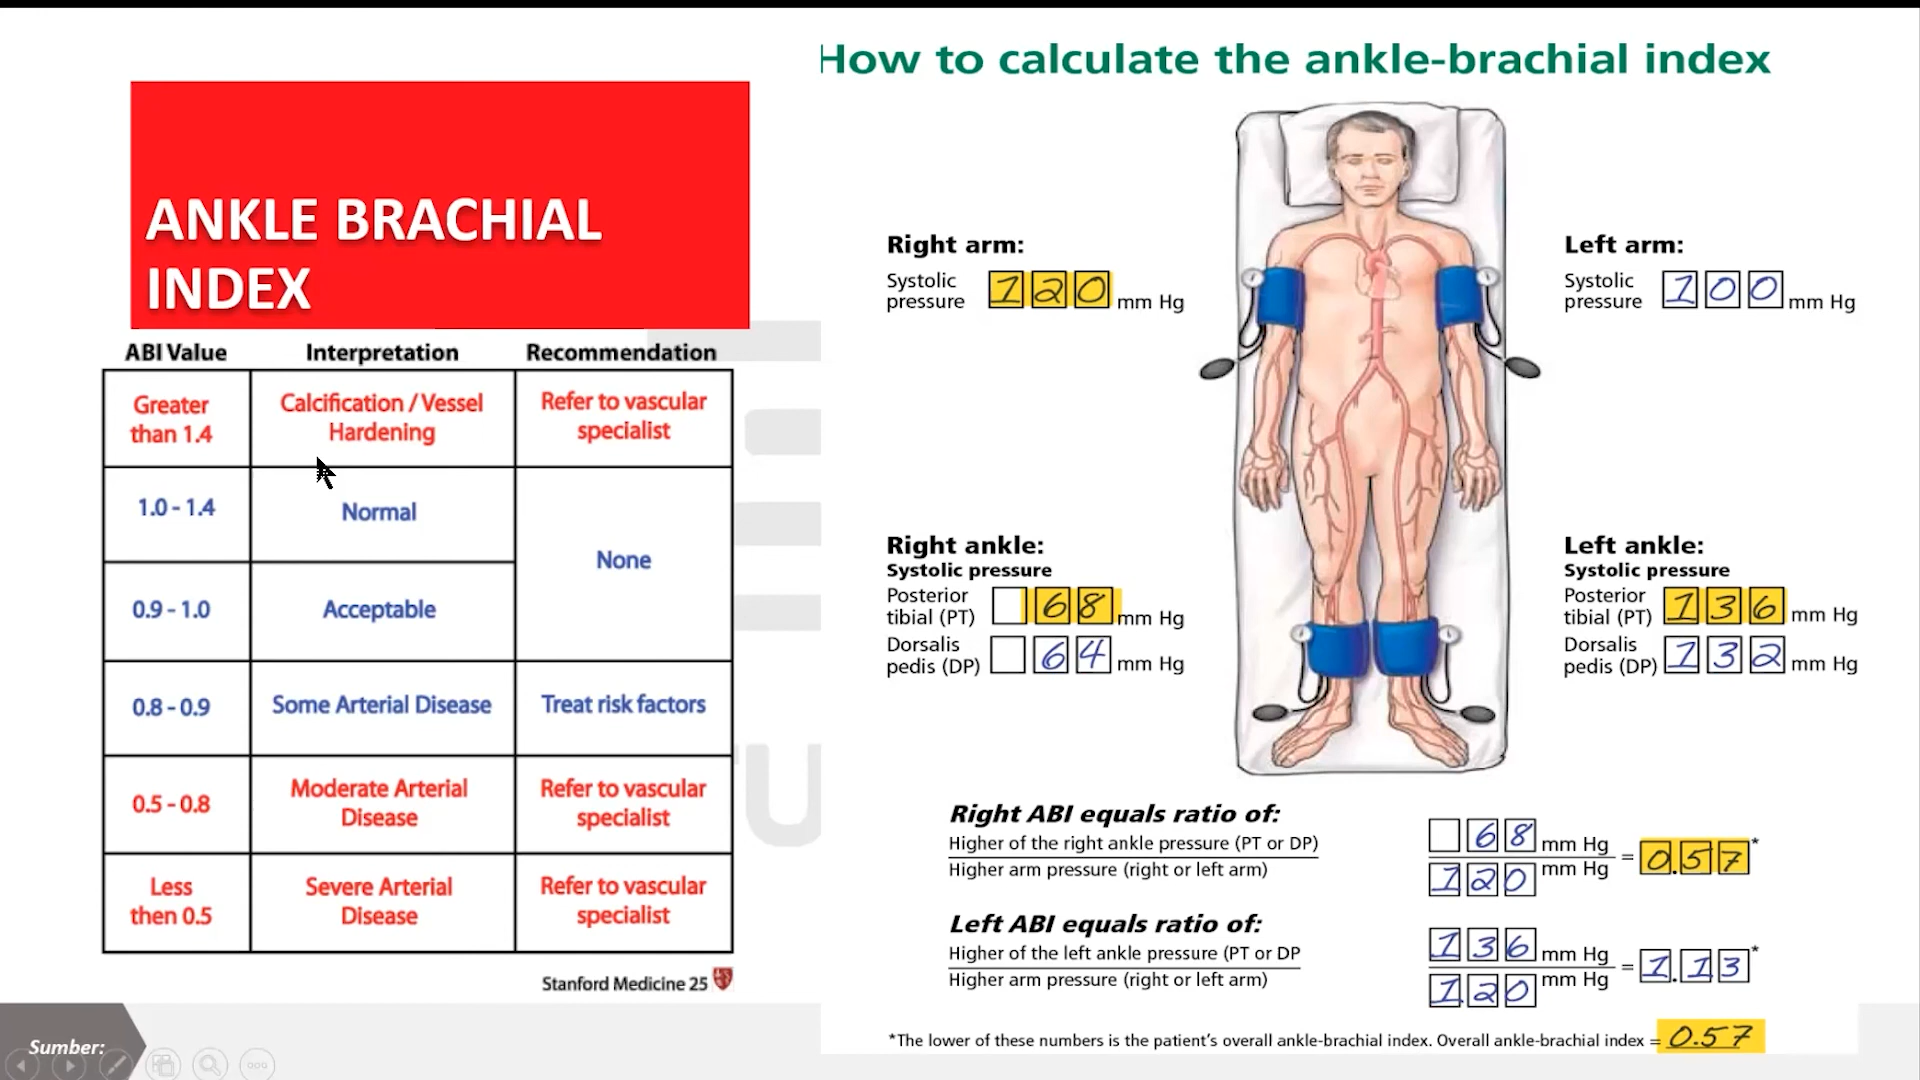 How to calculate the ankle-brachial index
ANKLE BRACHIAL
INDEX
ABI Value Interpretation Recommendation
Greater
than 1.4
Calcification / Vessel
Hardening
Refer to vascular
specialist
1.0 - 1.4
Normal
None
0.9 - 1.0
Acceptable
0.8 - 0.9
Some Arterial Disease
Treat risk factors
0.5 - 0.8
Moderate Arterial
Disease
Refer to vascular
specialist
Less
then 0.5
Severe Arterial
Disease
Refer to vascular
specialist
Stanford Medicine 25
Sumber:
Right arm:
Systolic
pressure
120 mm Hg
Left arm:
Systolic
pressure
100 mm Hg
Right ankle:
Systolic pressure
Posterior
tibial (PT)
68 mm Hg
Dorsalis
pedis (DP)
64 mm Hg
Left ankle:
Systolic pressure
Posterior
tibial (PT)
136 mm Hg
Dorsalis
pedis (DP)
132 mm Hg
Right ABI equals ratio of:
Higher of the right ankle pressure (PT or DP)
Higher arm pressure (right or left arm)
68 mm Hg
120 mm Hg
= 0.57*
Left ABI equals ratio of:
Higher of the left ankle pressure (PT or DP
Higher arm pressure (right or left arm)
136 mm Hg
120 mm Hg
= 1.13*
*The lower of these numbers is the patient's overall ankle-brachial index. Overall ankle-brachial index = 0.57